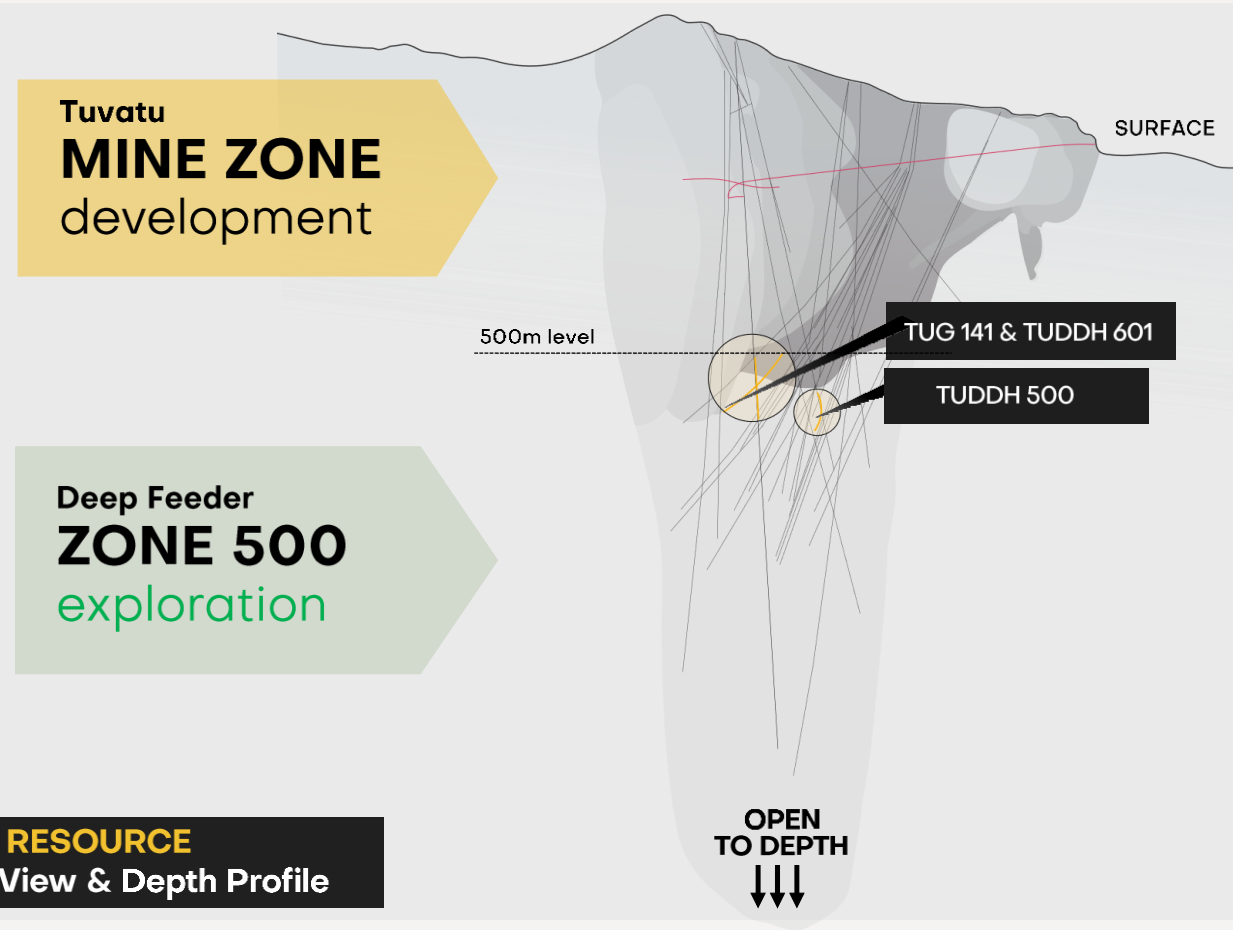 Tuvatu
MINE ZONE
development
SURFACE
500m level
TUG 141 & TUDDH 601
TUDDH 500
Deep Feeder
ZONE 500
exploration
OPEN
TO DEPTH
RESOURCE
View & Depth Profile